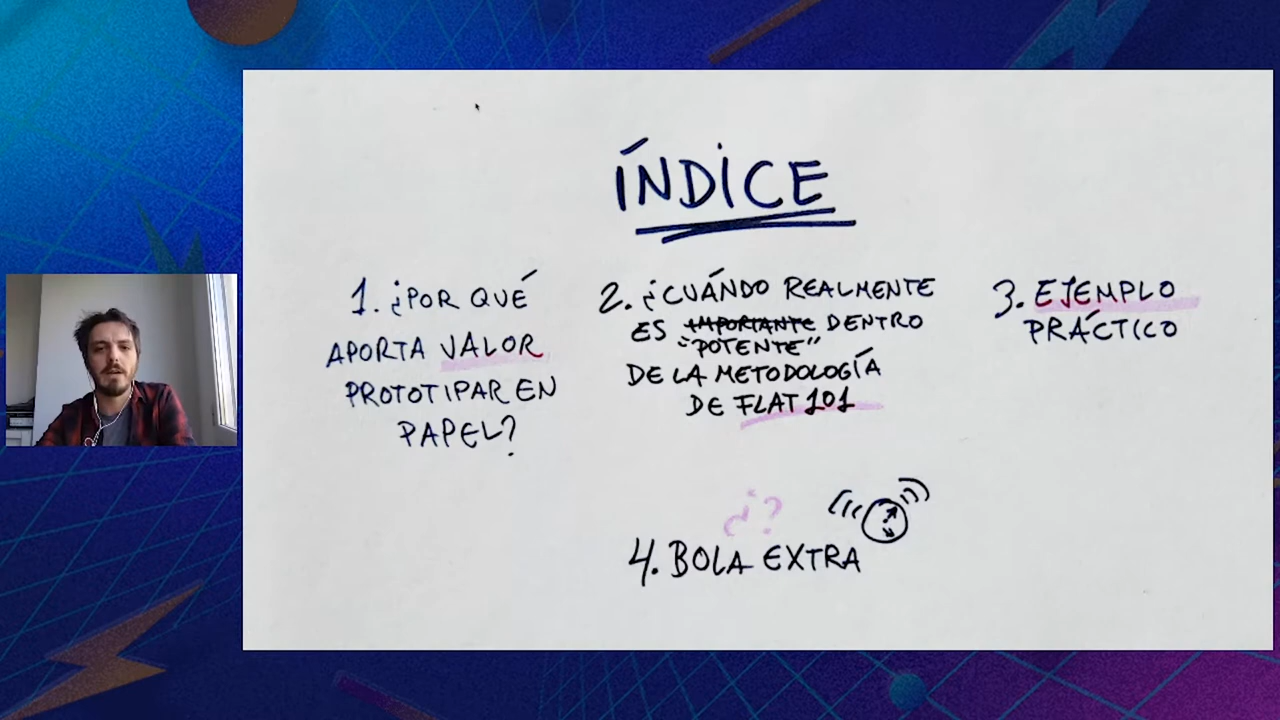 ÍNDICE
1. ¿POR QUÉ
APORTA VALOR
PROTOTIPAR EN
PAPEL?
2. ¿CUÁNDO REALMENTE
ES IMPORTANTE DENTRO
"POTENTE"
DE LA METODOLOGÍA
DE FLAT 101
3. EJEMPLO
PRÁCTICO
¿?
4. BOLA EXTRA